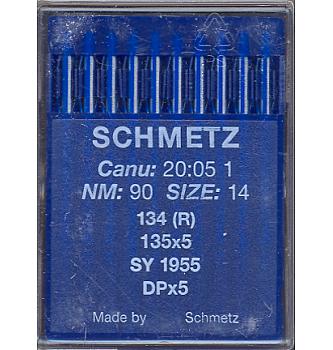 SCHMETZ
Canu: 20:05 1
NM: 90 SIZE: 14
134 (R)
135x5
SY 1955
DPx5
Made by Schmetz